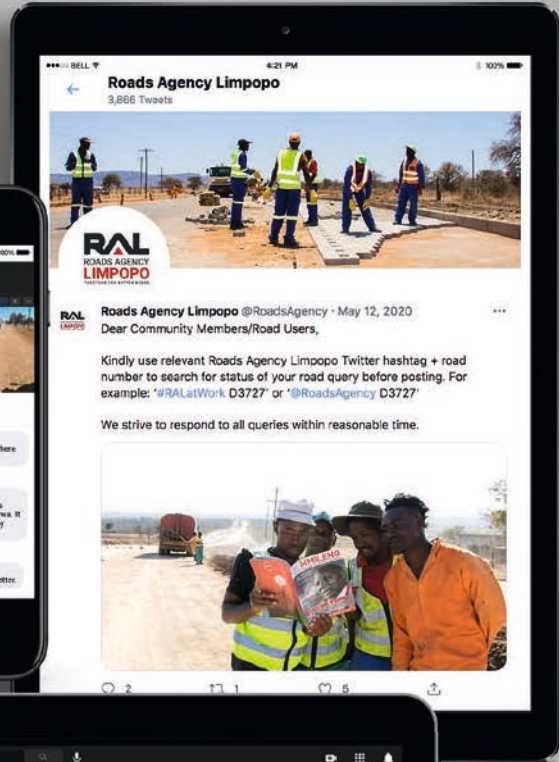 BELL
4:21 PM
100%
Roads Agency Limpopo
3,866 Tweets
RAL
ROADS AGENCY
LIMPOPO
RAL
LIMPOPO
Roads Agency Limpopo @RoadsAgency · May 12, 2020
Dear Community Members/Road Users,
Kindly use relevant Roads Agency Limpopo Twitter hashtag + road
number to search for status of your road query before posting. For
example: '#RALatWork D3727' or '@RoadsAgency D3727'
We strive to respond to all queries within reasonable time.
MMILENG
2
1
5